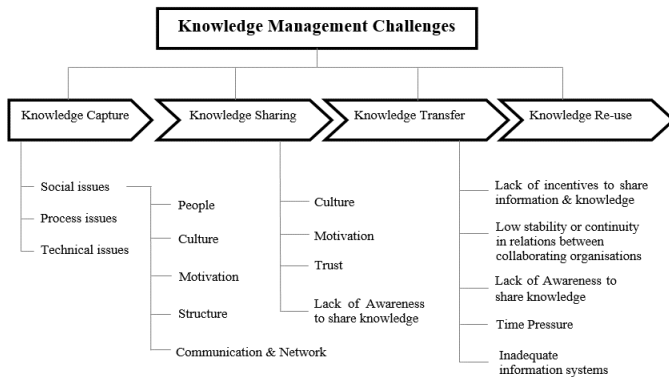 Knowledge Management Challenges
Knowledge Capture
Knowledge Sharing
Knowledge Transfer
Knowledge Re-use
Social issues
Process issues
Technical issues
People
Culture
Motivation
Structure
Communication & Network
Culture
Motivation
Trust
Lack of Awareness
to share knowledge
Lack of incentives to share
information & knowledge
Low stability or continuity
in relations between
collaborating organisations
Lack of Awareness to
share knowledge
Time Pressure
Inadequate
information systems